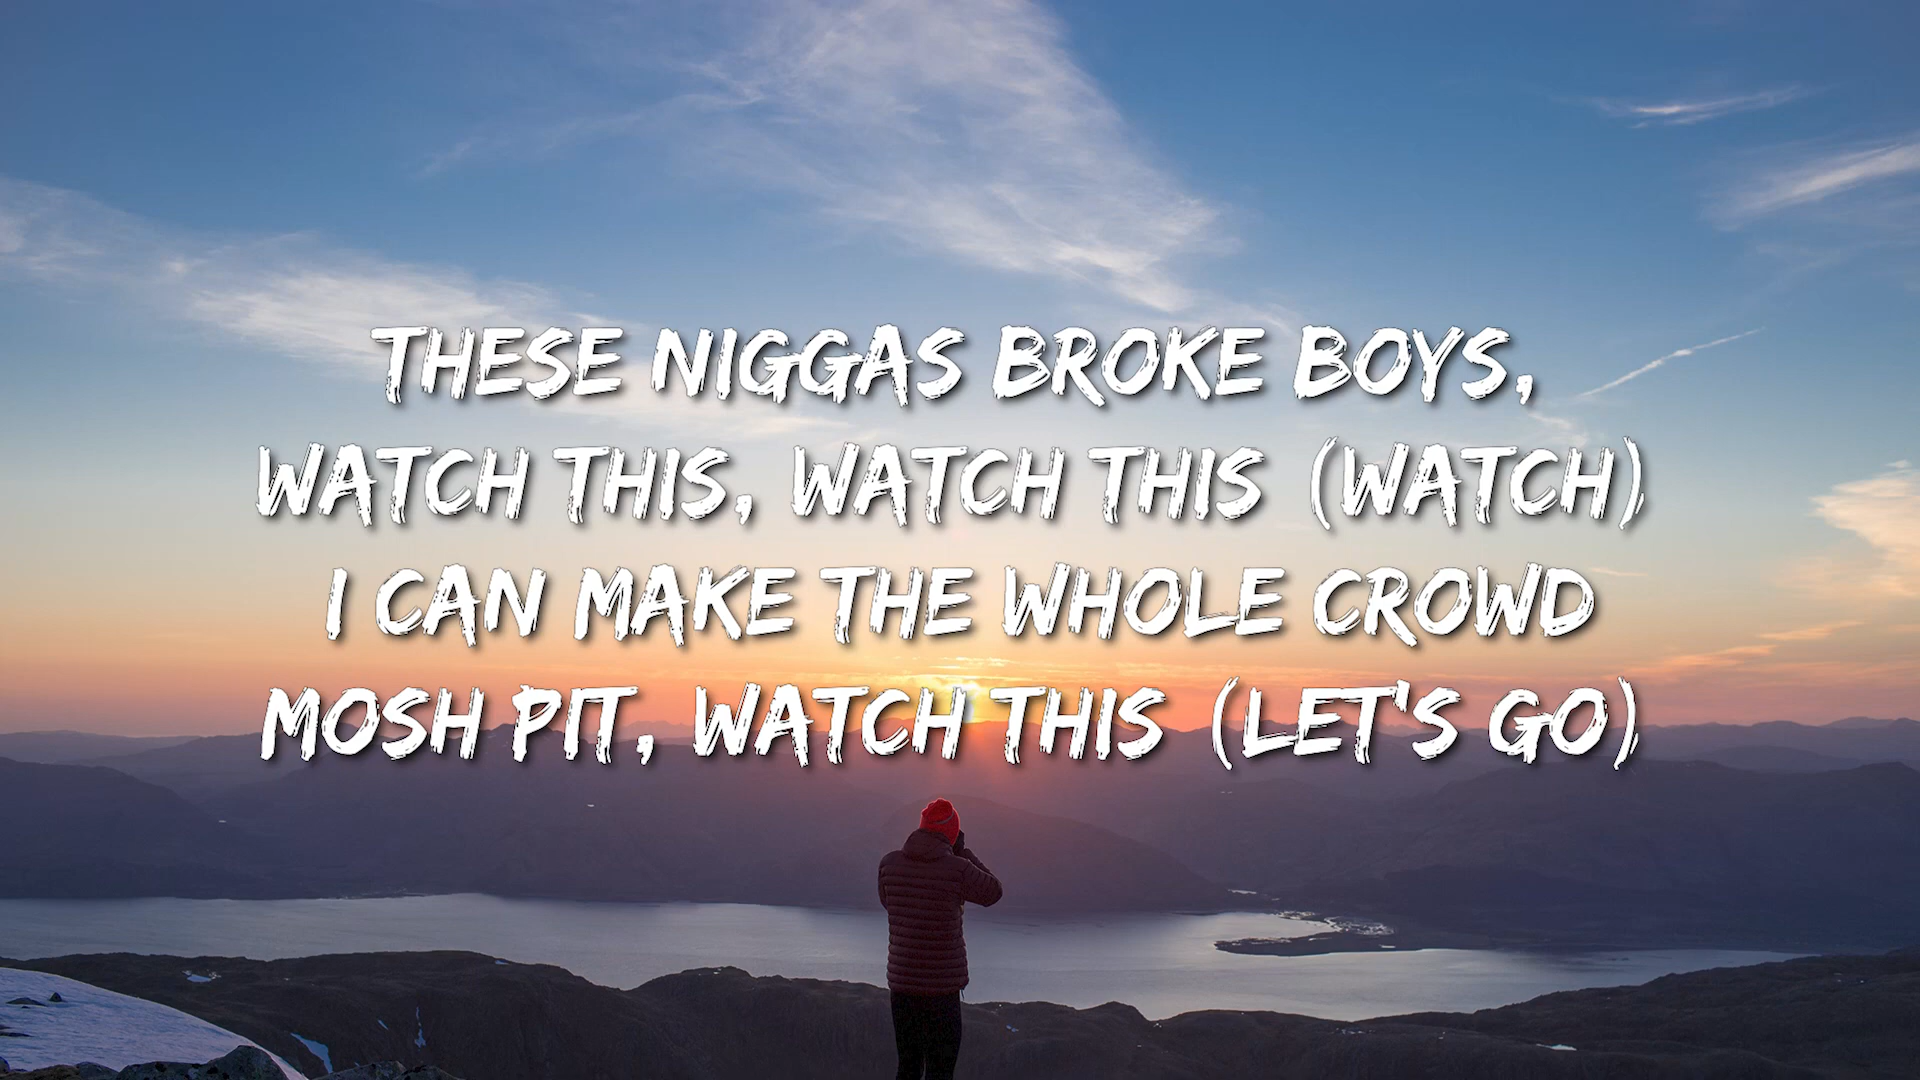 THESE NIGGAS BROKE BOYS,
WATCH THIS, WATCH THIS (WATCH)
I CAN MAKE THE WHOLE CROWD
MOSH PIT, WATCH THIS (LET'S GO)